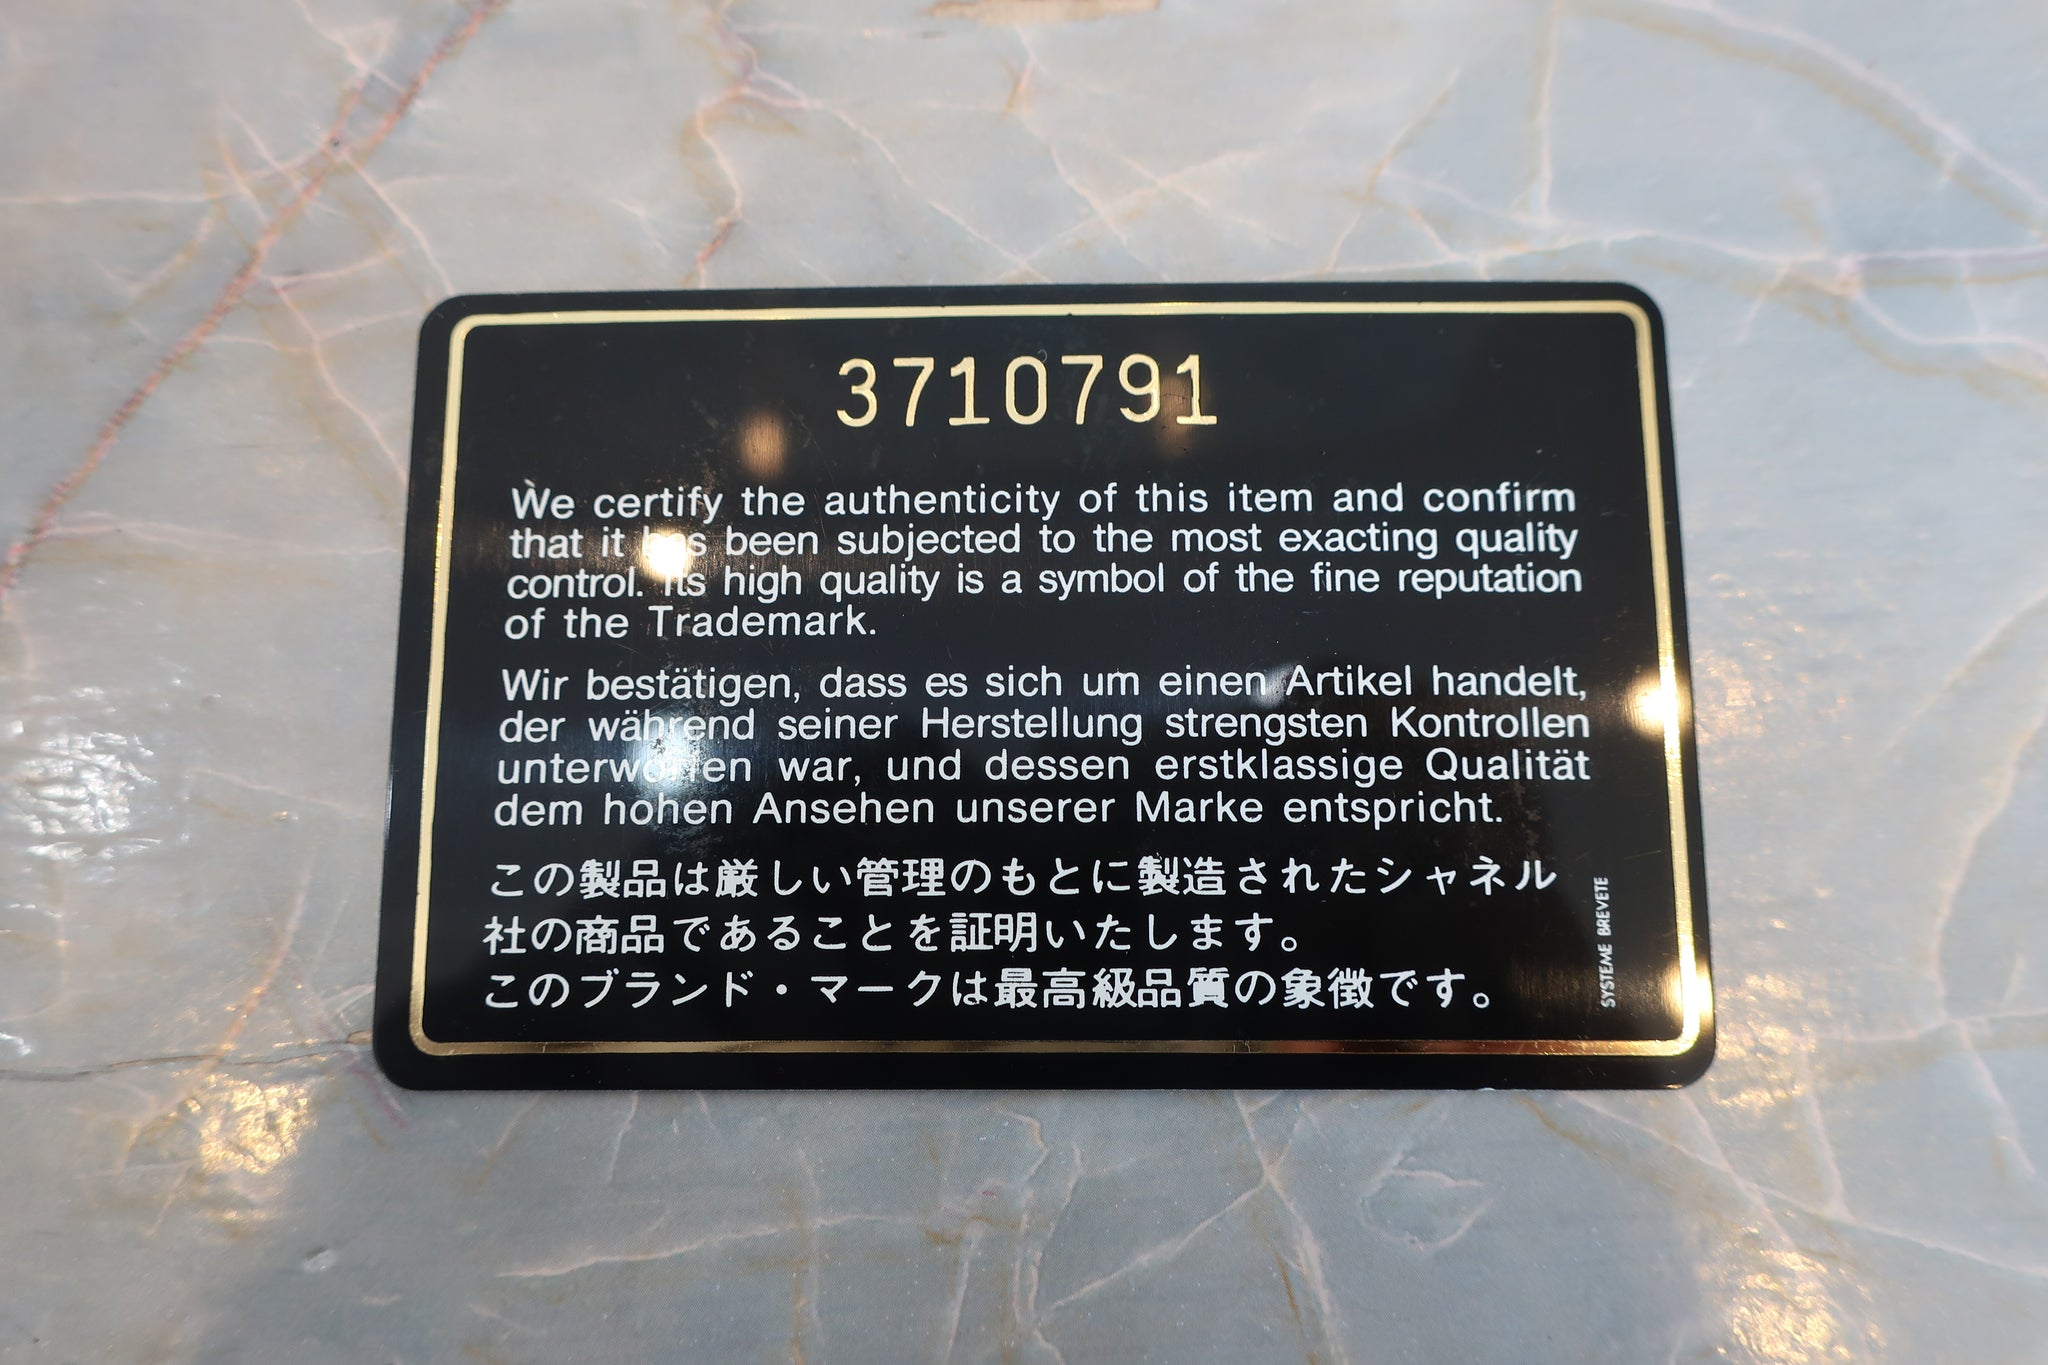 3710791
We certify the authenticity of this item and confirm
that it has been subjected to the most exacting quality
control. Its high quality is a symbol of the fine reputation
of the Trademark.
Wir bestätigen, dass es sich um einen Artikel handelt,
der während seiner Herstellung strengsten Kontrollen
unterworfen war, und dessen erstklassige Qualität
dem hohen Ansehen unserer Marke entspricht.
この製品は厳しい管理のもとに製造されたシャネル
社の商品であることを証明いたします。
このブランド・マークは最高級品質の象徴です。
SYSTEME BREVETE